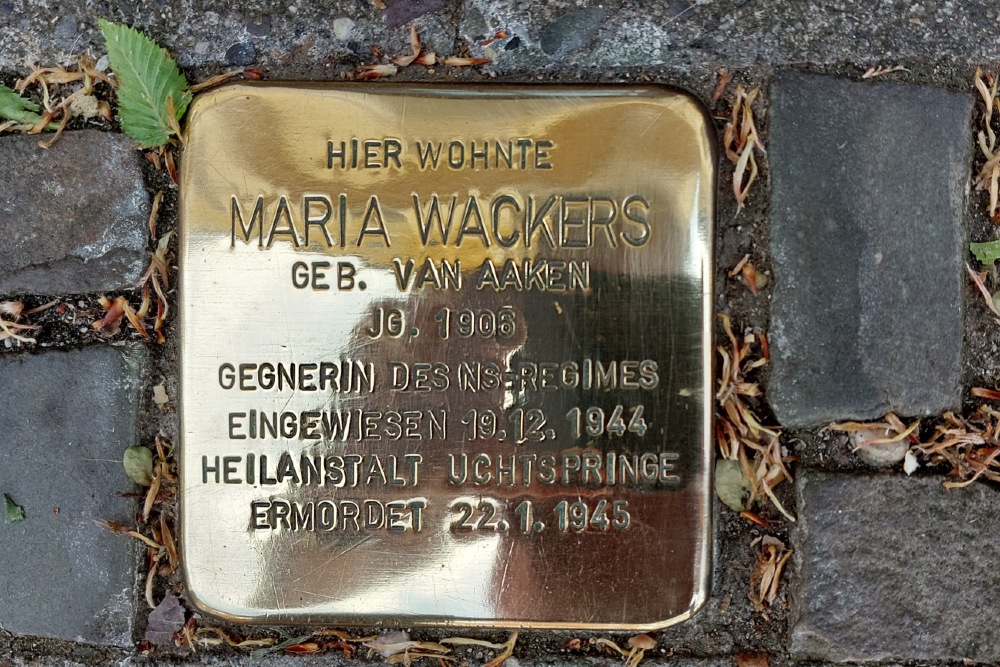 HIER WOHNTE
MARIA WACKERS
GEB. VAN AAKEN
JG. 1906
GEGNERIN DES NS-REGIMES
EINGEWIESEN 19.12.1944
HEILANSTALT UCHTSPRINGE
ERMORDET 22.1.1945